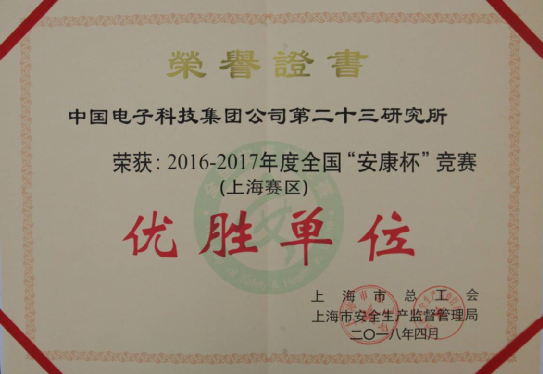 榮譽證書
中国电子科技集团公司第二十三研究所
荣获：2016-2017年度全国“安康杯”竞赛
(上海赛区)
优胜单位
上海市总工会
上海市安全生产监督管理局
二〇一八年四月